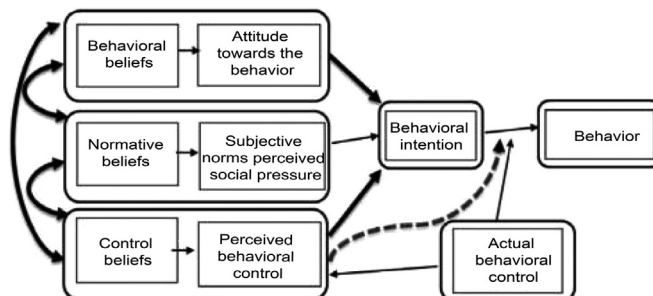 Behavioral
beliefs
Attitude
towards the
behavior
Normative
beliefs
Subjective
norms perceived
social pressure
Control
beliefs
Perceived
behavioral
control
Behavioral
intention
Behavior
Actual
behavioral
control